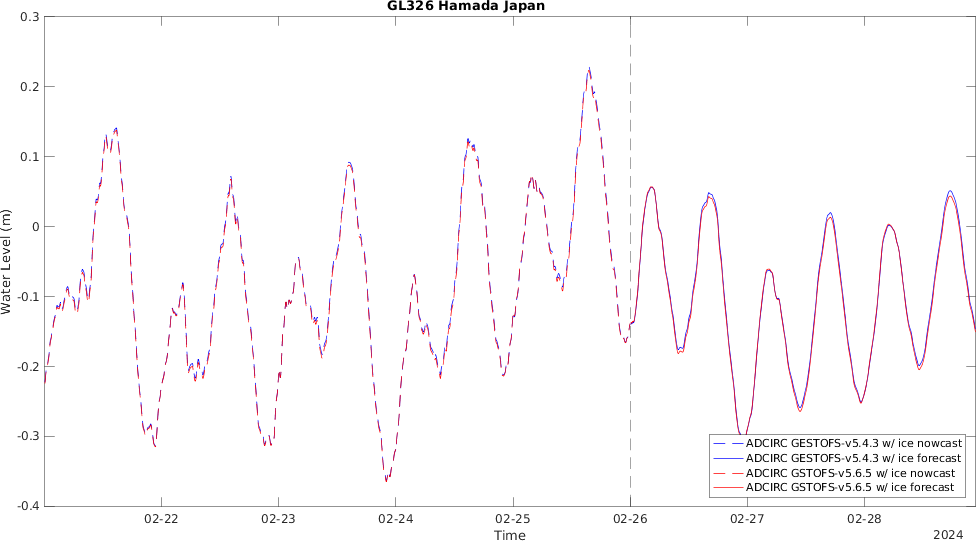 GL326 Hamada Japan
0.3
0.2
0.1
0
-0.1
-0.2
-0.3
-0.4
Water Level (m)
ADCIRC GESTOFS-v5.4.3 w/ ice nowcast
ADCIRC GESTOFS-v5.4.3 w/ ice forecast
ADCIRC GSTOFS-v5.6.5 w/ ice nowcast
ADCIRC GSTOFS-v5.6.5 w/ ice forecast
02-22 02-23 02-24 02-25 02-26 02-27 02-28
Time
2024